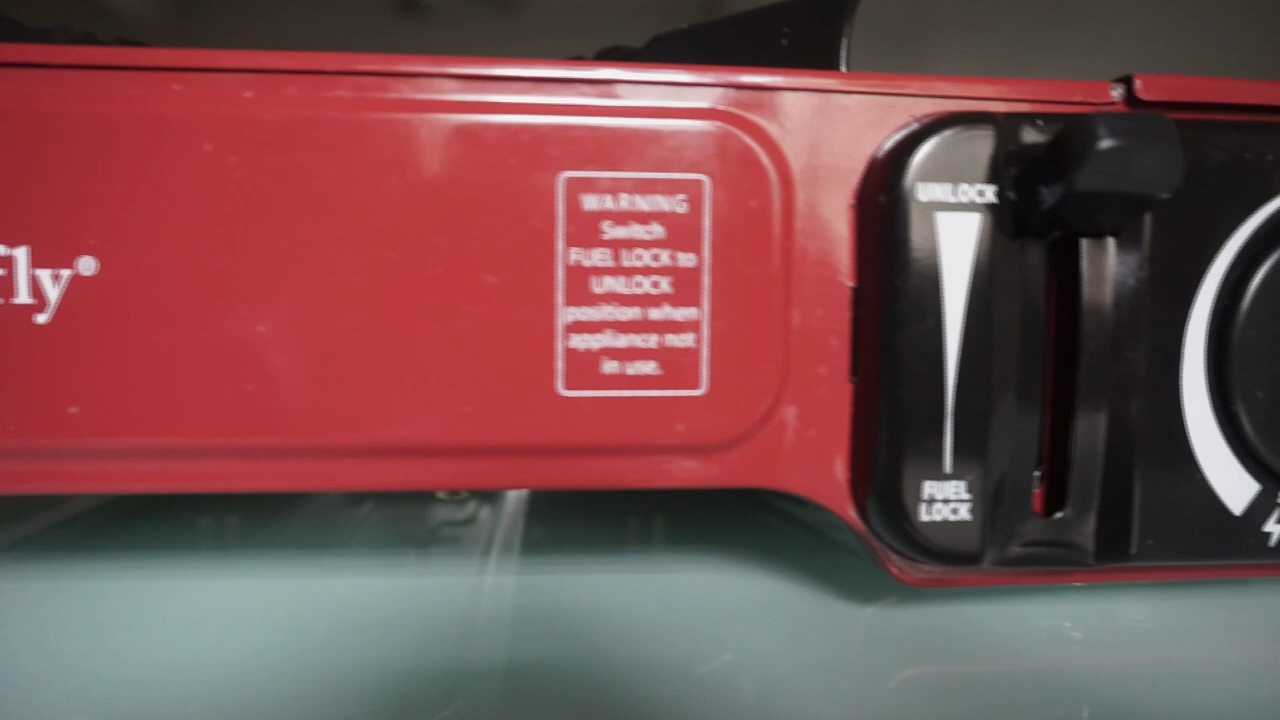 fly®
WARNING
Switch
FUEL LOCK to
UNLOCK
position when
appliance not
in use.
UNLOCK
FUEL
LOCK